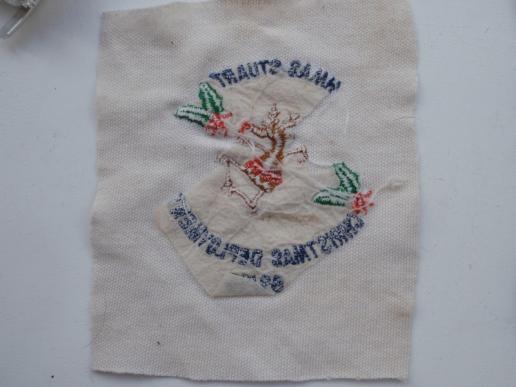 HMAS STUART
CHRISTMAS DEPLOYMENT